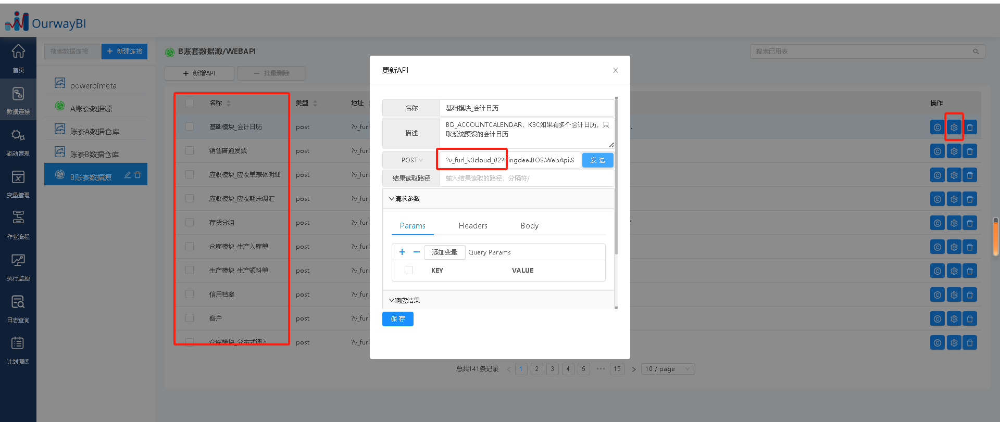 OurwayBI
首页
数据连接
驱动管理
变量管理
作业流程
执行监控
日志查询
计划调度
搜索数据连接
+ 新建连接
powerbimeta
A账套数据源
账套A数据仓库
账套B数据仓库
B账套数据源
B账套数据源/WEBAPI
搜索已用表
+ 新增API
— 批量删除
名称 类型 地址 操作
基础模块_会计日历 post ?v_furl
销售普通发票 post ?v_furl
应收模块_应收单表体明细 post ?v_furl
应收模块_应收期末调汇 post ?v_furl
存货分组 post ?v_furl
仓库模块_生产入库单 post ?v_furl
生产模块_生产领料单 post ?v_furl
信用档案 post ?v_furl
客户 post ?v_furl
仓库模块_分布式调入 post ?v_furl
总共141条记录 < 1 2 3 4 5 ••• 15 > 10 / page
更新API
名称 基础模块_会计日历
描述 BD_ACCOUNTCALENDAR，K3C如果有多个会计日历，只
取系统预设的会计日历
POST ?v_furl_k3cloud_02?Kingdee.BOS.WebApi.S 发 送
结果读取路径 输入结果读取的路径，分隔符/
请求参数
Params Headers Body
+ — 添加变量 Query Params
KEY VALUE
响应结果
保 存